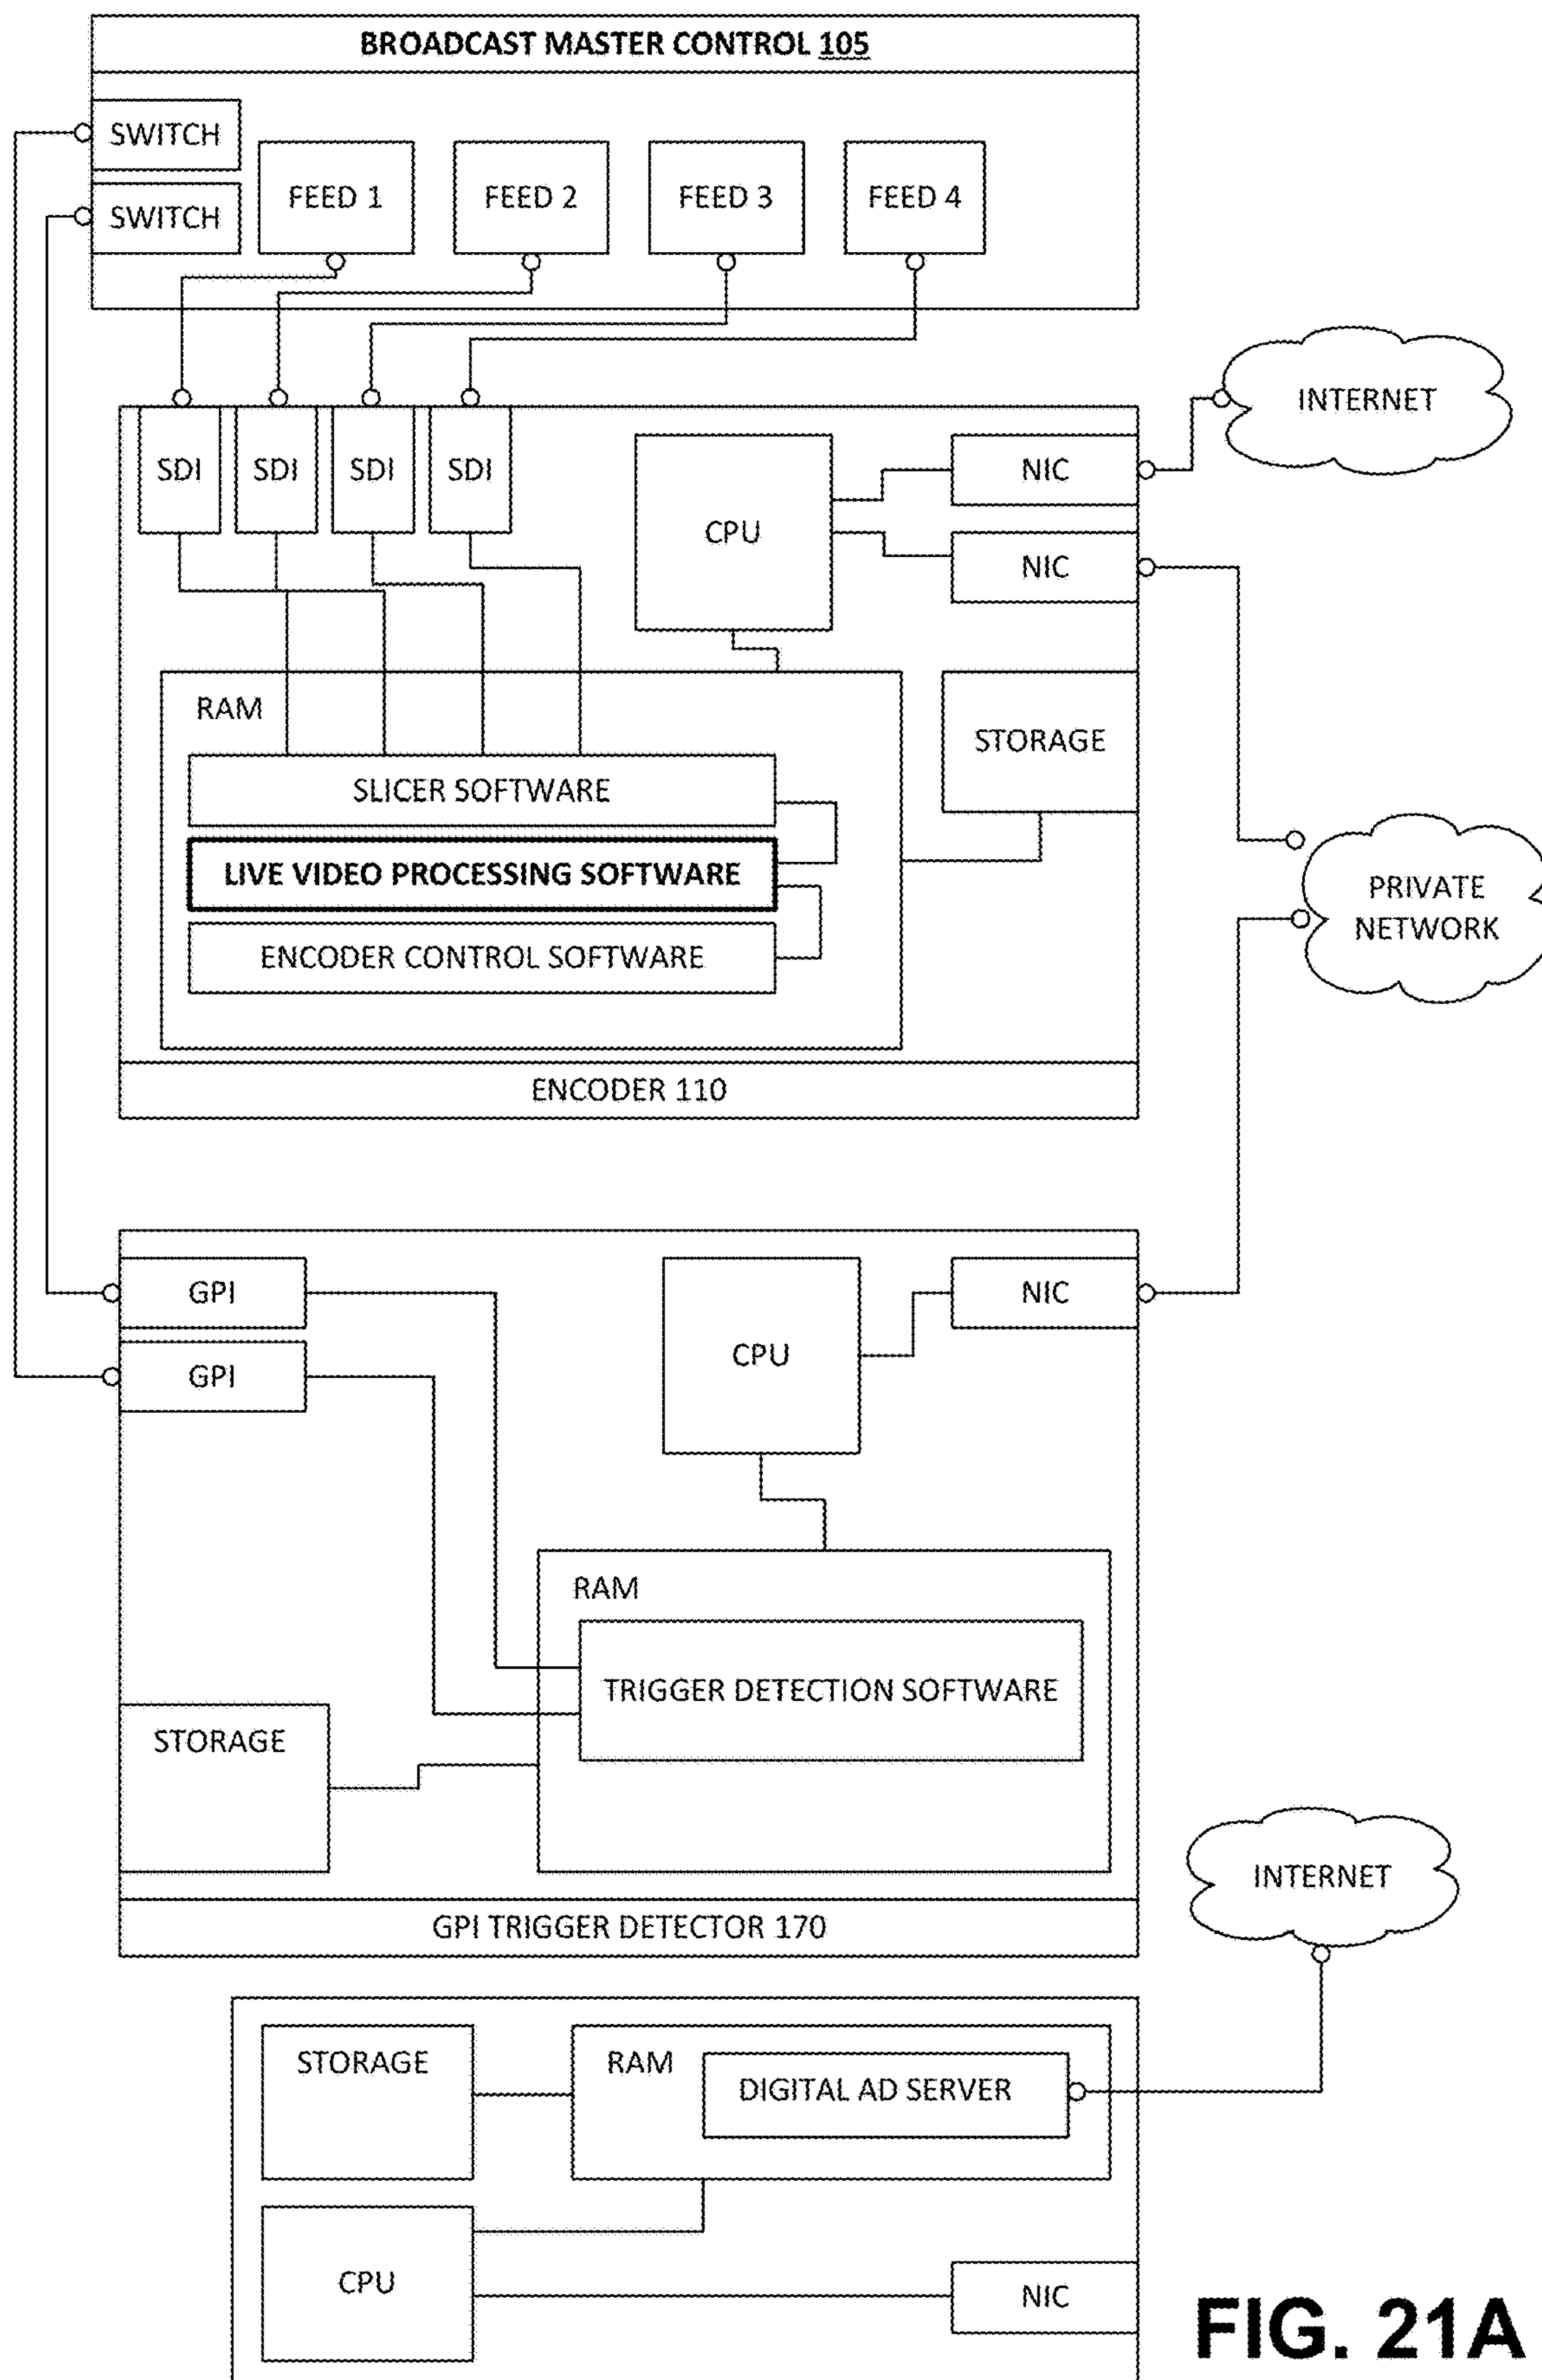 BROADCAST MASTER CONTROL 105
SWITCH
SWITCH
FEED 1
FEED 2
FEED 3
FEED 4
INTERNET
SDI
SDI
SDI
SDI
CPU
NIC
NIC
RAM
STORAGE
SLICER SOFTWARE
LIVE VIDEO PROCESSING SOFTWARE
ENCODER CONTROL SOFTWARE
PRIVATE
NETWORK
ENCODER 110
GPI
GPI
CPU
NIC
RAM
TRIGGER DETECTION SOFTWARE
STORAGE
GPI TRIGGER DETECTOR 170
INTERNET
STORAGE
RAM
DIGITAL AD SERVER
CPU
NIC
FIG. 21A